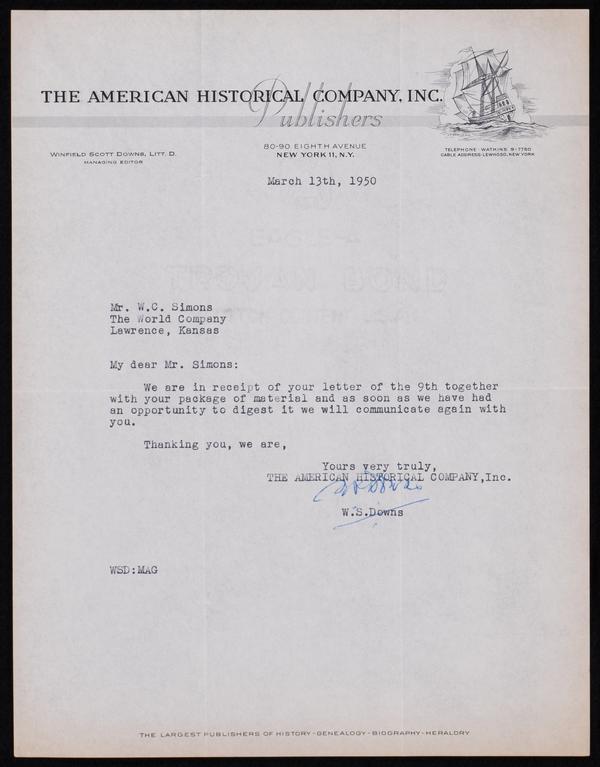 THE AMERICAN HISTORICAL COMPANY, INC.
Publishers
WINFIELD SCOTT DOWNS, LITT. D.
MANAGING EDITOR
80-90 EIGHTH AVENUE
NEW YORK 11, N.Y.
TELEPHONE - WATKINS 9-7750
CABLE ADDRESS-LEWHOSO, NEW YORK
March 13th, 1950
EAGLE-A
TROJAN BOND
Mr. W.C. Simons
The World Company
Lawrence, Kansas
My dear Mr. Simons:
We are in receipt of your letter of the 9th together
with your package of material and as soon as we have had
an opportunity to digest it we will communicate again with
you.
Thanking you, we are,
Yours very truly,
THE AMERICAN HISTORICAL COMPANY,Inc.
W.S.Downs
WSD:MAG
THE LARGEST PUBLISHERS OF HISTORY-GENEALOGY-BIOGRAPHY-HERALDRY